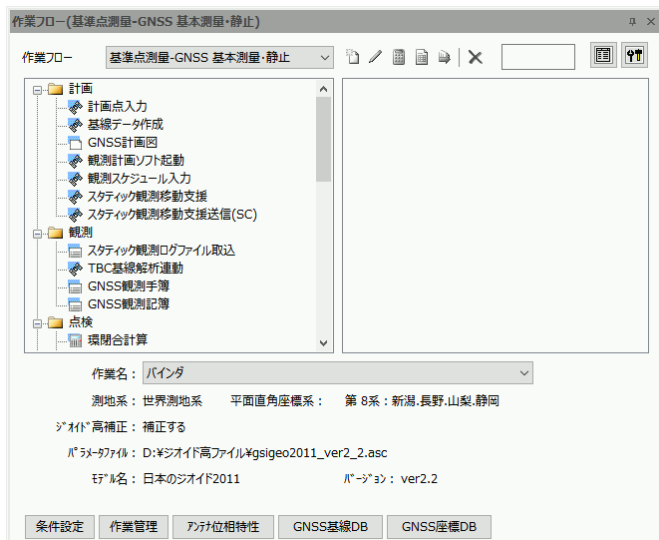 作業フロー(基準点測量-GNSS 基本測量・静止)
作業フロー 基準点測量-GNSS 基本測量・静止
計画
計画点入力
基線データ作成
GNSS計画図
観測計画ソフト起動
観測スケジュール入力
スタティック観測移動支援
スタティック観測移動支援送信(SC)
観測
スタティック観測ログファイル取込
TBC基線解析連動
GNSS観測手簿
GNSS観測記簿
点検
環閉合計算
作業名： バインダ
測地系： 世界測地系 平面直角座標系： 第 8系：新潟.長野.山梨.静岡
ｼﾞｵｲﾄﾞ高補正： 補正する
ﾊﾟﾗﾒｰﾀﾌｧｲﾙ： D:¥ジオイド高ファイル¥gsigeo2011_ver2_2.asc
ﾓﾃﾞﾙ名： 日本のジオイド2011 ﾊﾞｰｼﾞｮﾝ： ver2.2
条件設定 作業管理 ｱﾝﾃﾅ位相特性 GNSS基線DB GNSS座標DB